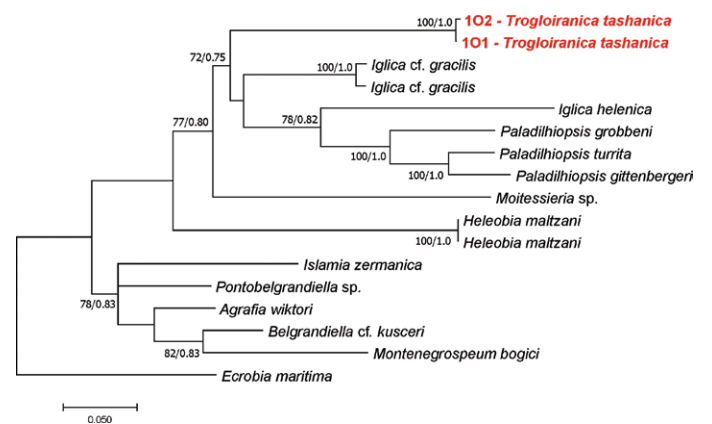 100/1.0
1O2 - Trogloiranica tashanica
1O1 - Trogloiranica tashanica
72/0.75
100/1.0
Iglica cf. gracilis
Iglica cf. gracilis
78/0.82
Iglica helenica
77/0.80
Paladilhiopsis grobbeni
100/1.0
Paladilhiopsis turrita
100/1.0
Paladilhiopsis gittenbergeri
Moitessieria sp.
Heleobia maltzani
100/1.0
Heleobia maltzani
Islamia zermanica
78/0.83
Pontobelgrandiella sp.
Agrafia wiktori
Belgrandiella cf. kusceri
82/0.83
Montenegrospeum bogici
Ecrobia maritima
0.050